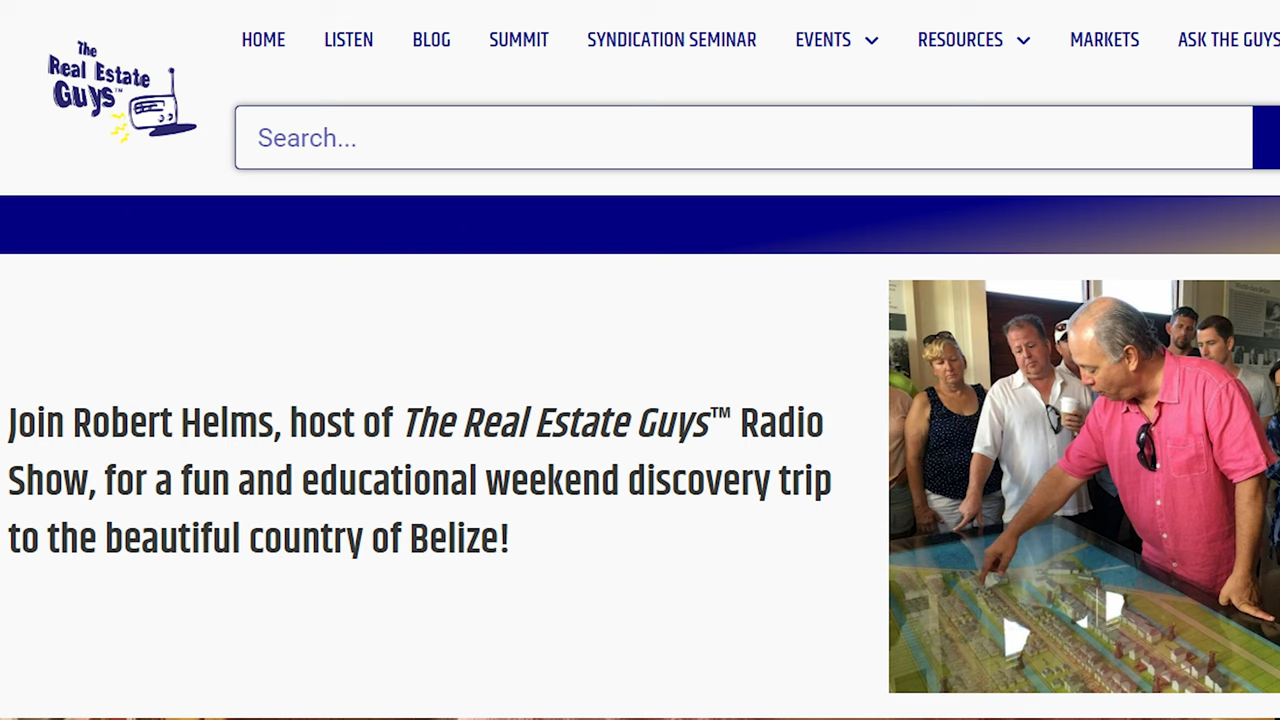 The
Real Estate
Guys™
HOME LISTEN BLOG SUMMIT SYNDICATION SEMINAR EVENTS RESOURCES MARKETS ASK THE GUYS
Search...
Join Robert Helms, host of The Real Estate Guys™ Radio
Show, for a fun and educational weekend discovery trip
to the beautiful country of Belize!